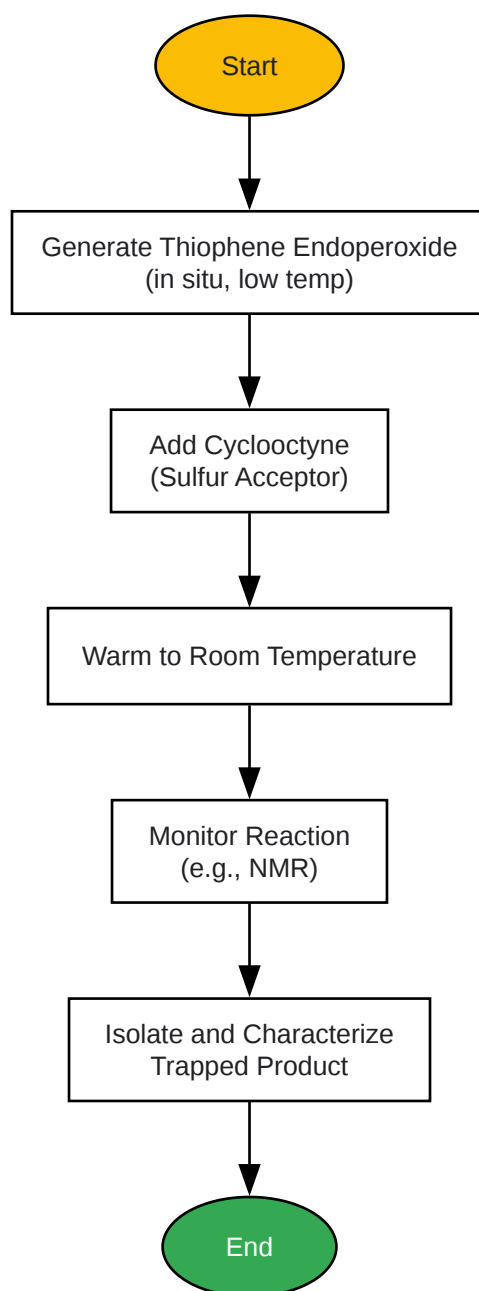 Start
Generate Thiophene Endoperoxide
(in situ, low temp)
Add Cyclooctyne
(Sulfur Acceptor)
Warm to Room Temperature
Monitor Reaction
(e.g., NMR)
Isolate and Characterize
Trapped Product
End